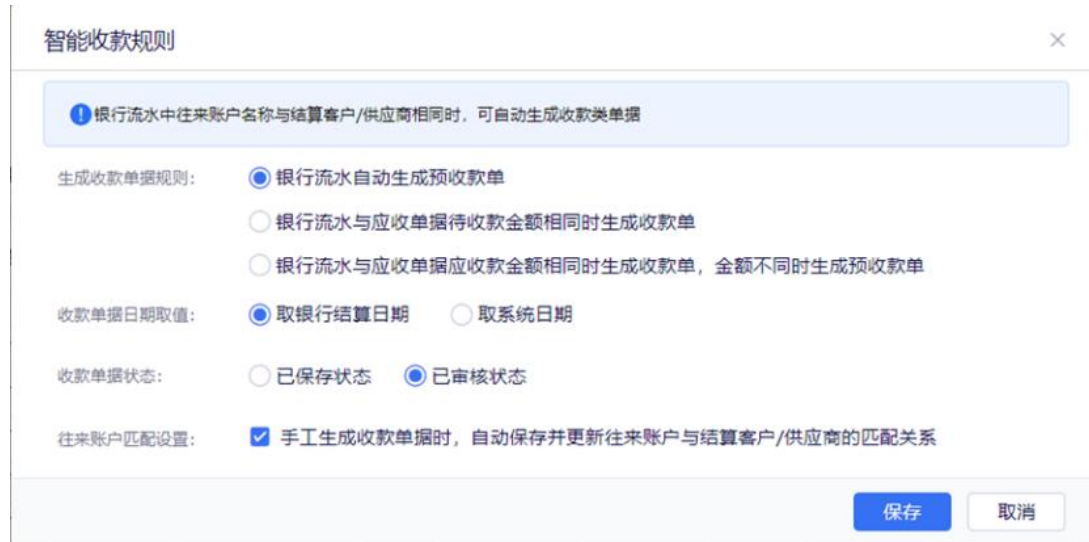 智能收款规则
银行流水中往来账户名称与结算客户/供应商相同时，可自动生成收款类单据
生成收款单据规则：
银行流水自动生成预收款单
银行流水与应收单据待收款金额相同时生成收款单
银行流水与应收单据应收款金额相同时生成收款单，金额不同时生成预收款单
收款单据日期取值： 取银行结算日期 取系统日期
收款单据状态： 已保存状态 已审核状态
往来账户匹配设置： 手工生成收款单据时，自动保存并更新往来账户与结算客户/供应商的匹配关系
保存 取消